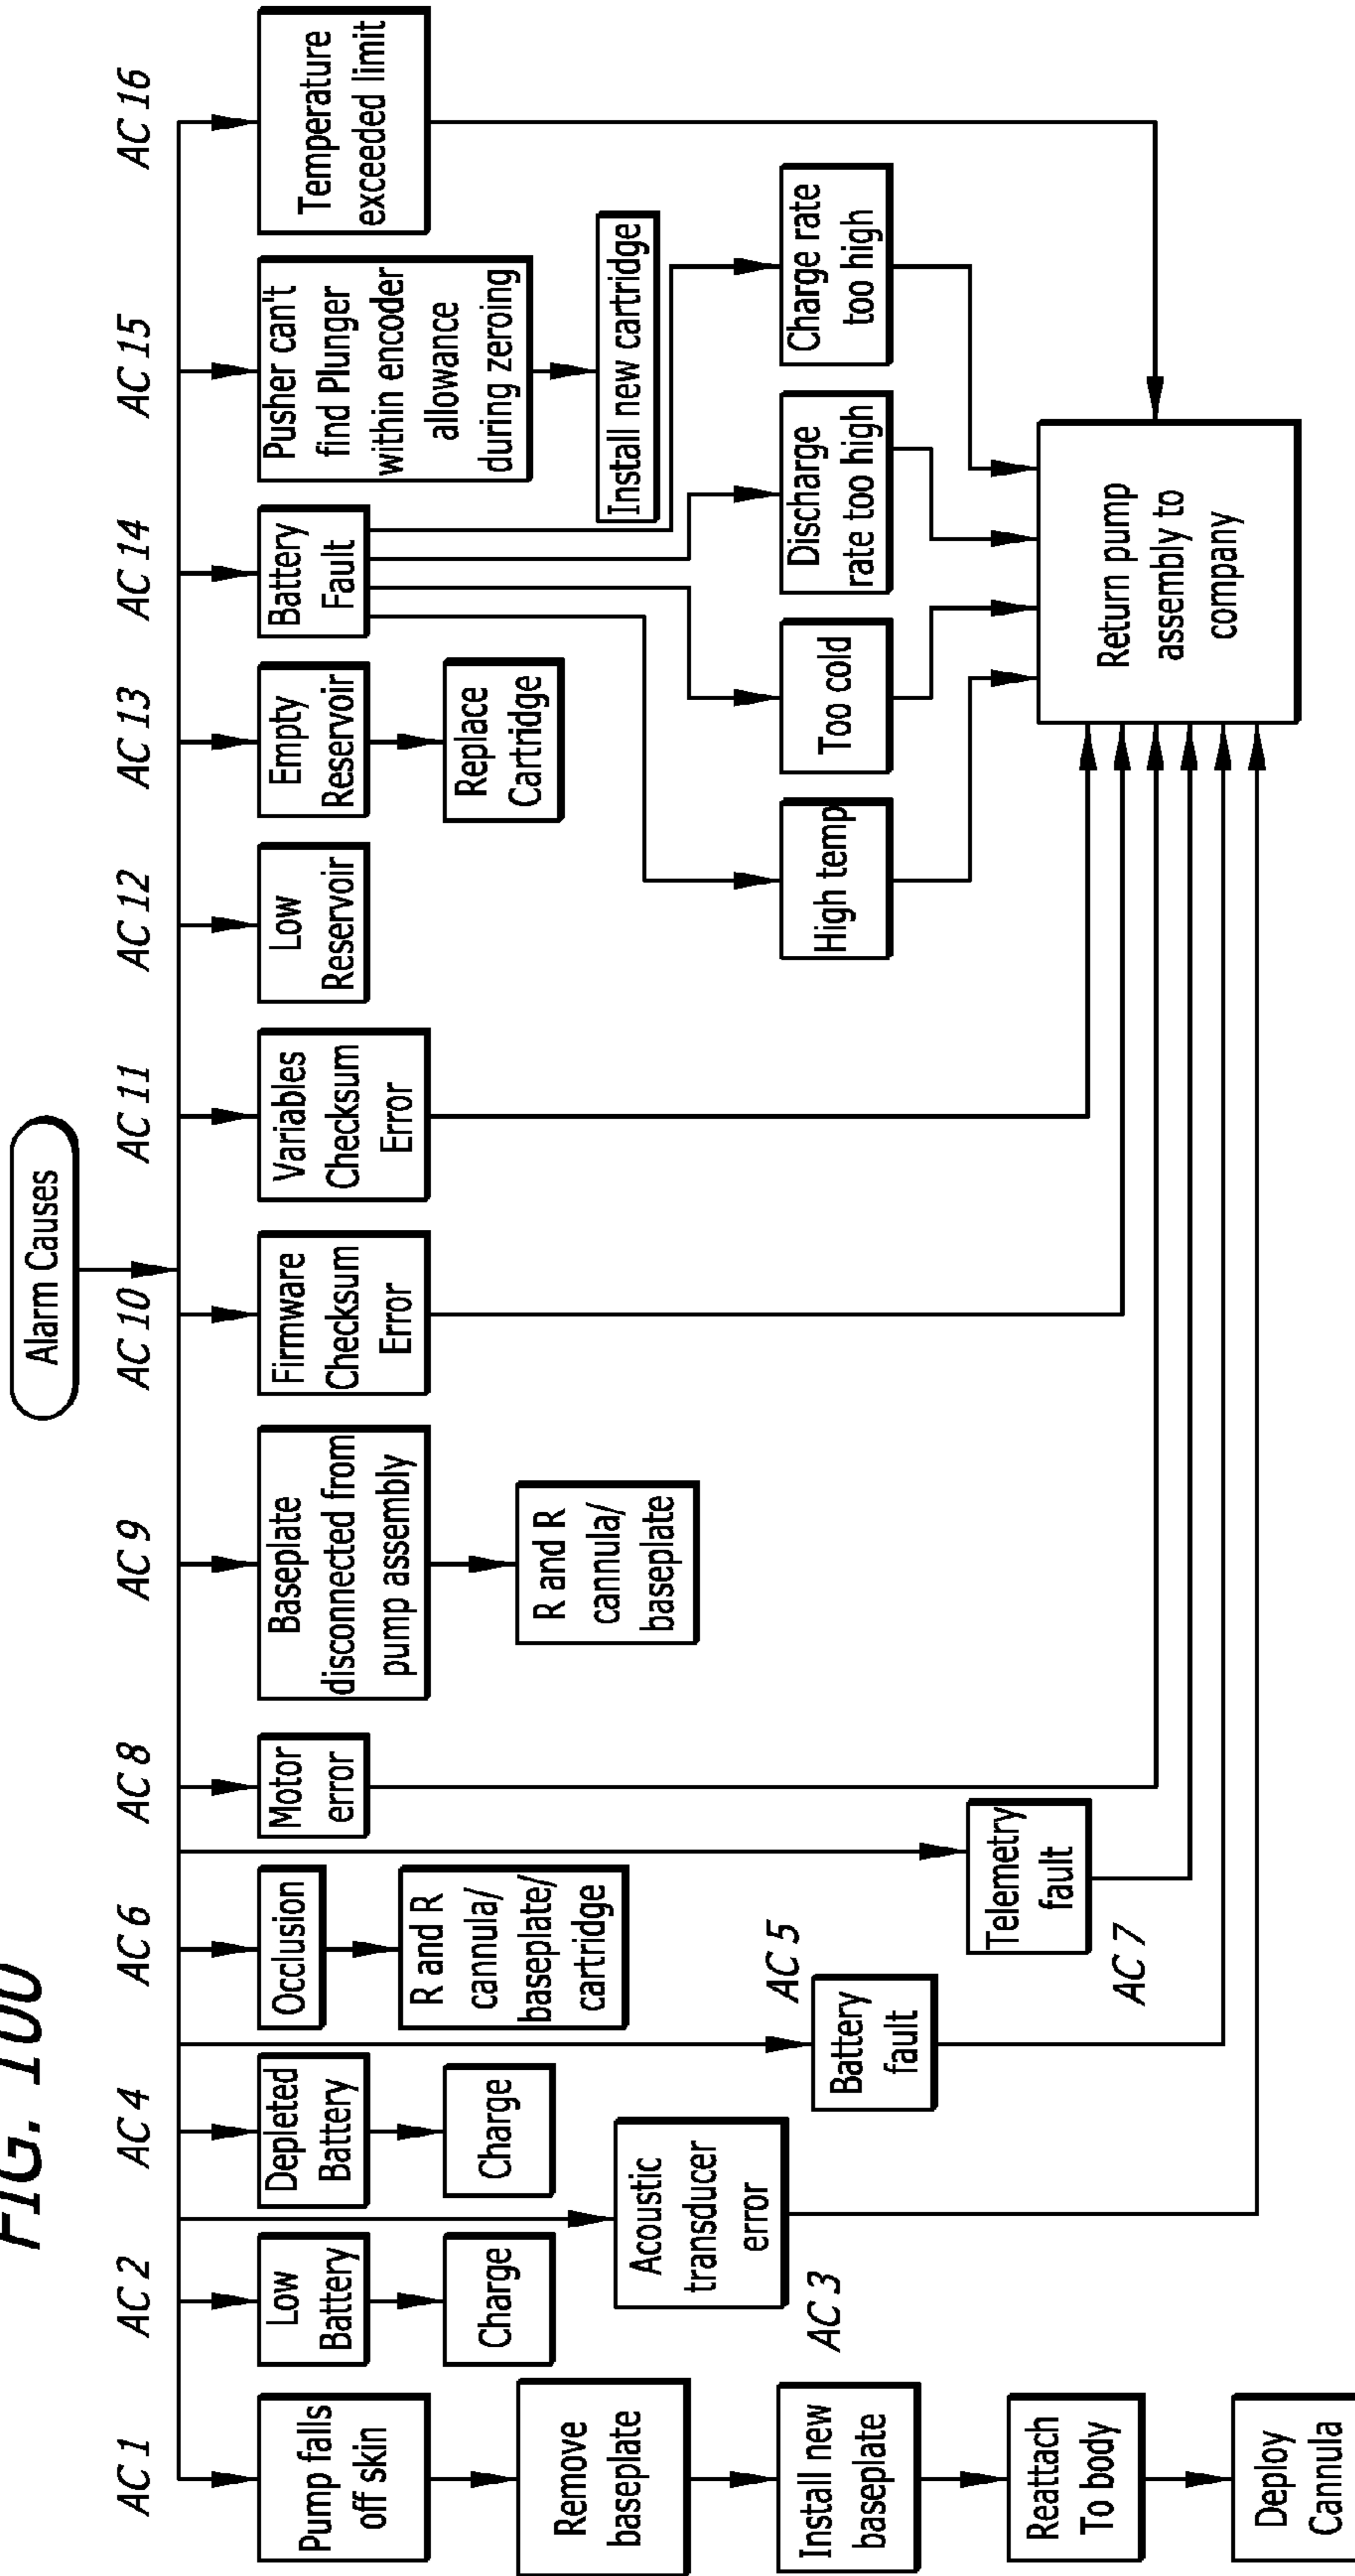 FIG. 100
Alarm Causes
AC 1
Pump falls
off skin
Remove
baseplate
Install new
baseplate
Reattach
To body
Deploy
Cannula
AC 2
Low
Battery
Charge
Acoustic
transducer
error
AC 3
AC 4
Depleted
Battery
Charge
AC 5
Battery
fault
AC 6
Occlusion
R and R
cannula/
baseplate/
cartridge
Telemetry
fault
AC 7
AC 8
Motor
error
AC 9
Baseplate
disconnected from
pump assembly
R and R
cannula/
baseplate
AC 10
Firmware
Checksum
Error
AC 11
Variables
Checksum
Error
AC 12
Low
Reservoir
AC 13
Empty
Reservoir
Replace
Cartridge
AC 14
Battery
Fault
High temp
Too cold
Discharge
rate too high
Charge rate
too high
AC 15
Pusher can't
find Plunger
within encoder
allowance
during zeroing
Install new cartridge
AC 16
Temperature
exceeded limit
Return pump
assembly to
company